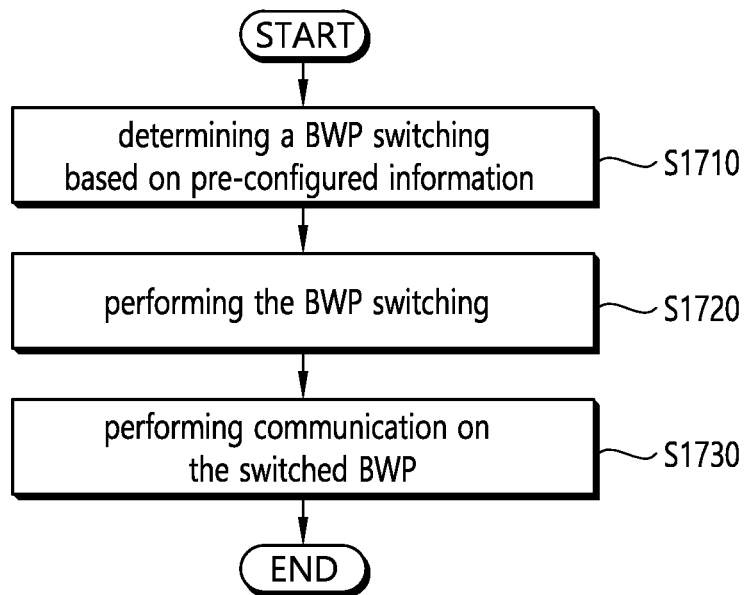 START
determining a BWP switching
based on pre-configured information
S1710
performing the BWP switching
S1720
performing communication on
the switched BWP
S1730
END